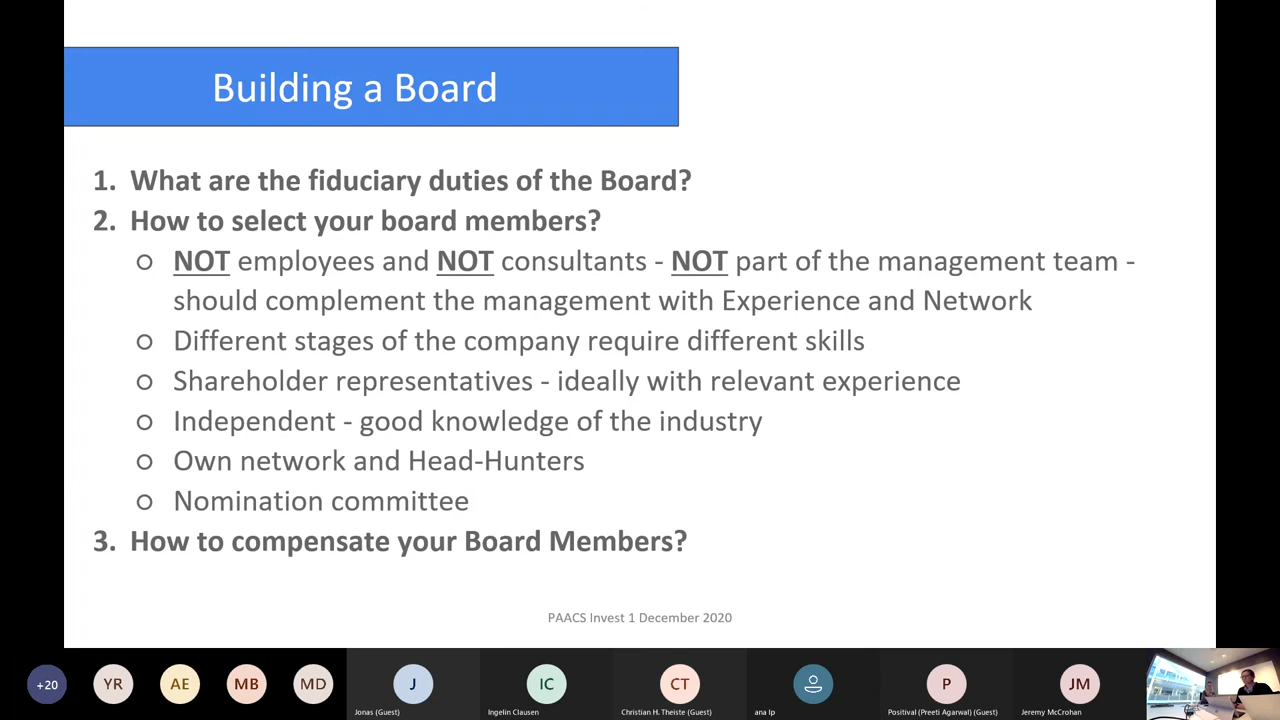 Building a Board
1. What are the fiduciary duties of the Board?
2. How to select your board members?
○ NOT employees and NOT consultants - NOT part of the management team -
should complement the management with Experience and Network
○ Different stages of the company require different skills
○ Shareholder representatives - ideally with relevant experience
○ Independent - good knowledge of the industry
○ Own network and Head-Hunters
○ Nomination committee
3. How to compensate your Board Members?
PAACS Invest 1 December 2020
+20 YR AE MB MD J IC CT P JM
Jonas (Guest) Ingelin Clausen Christian H. Theiste (Guest) ana lp Positival (Preeti Agarwal) (Guest) Jeremy McCrohan